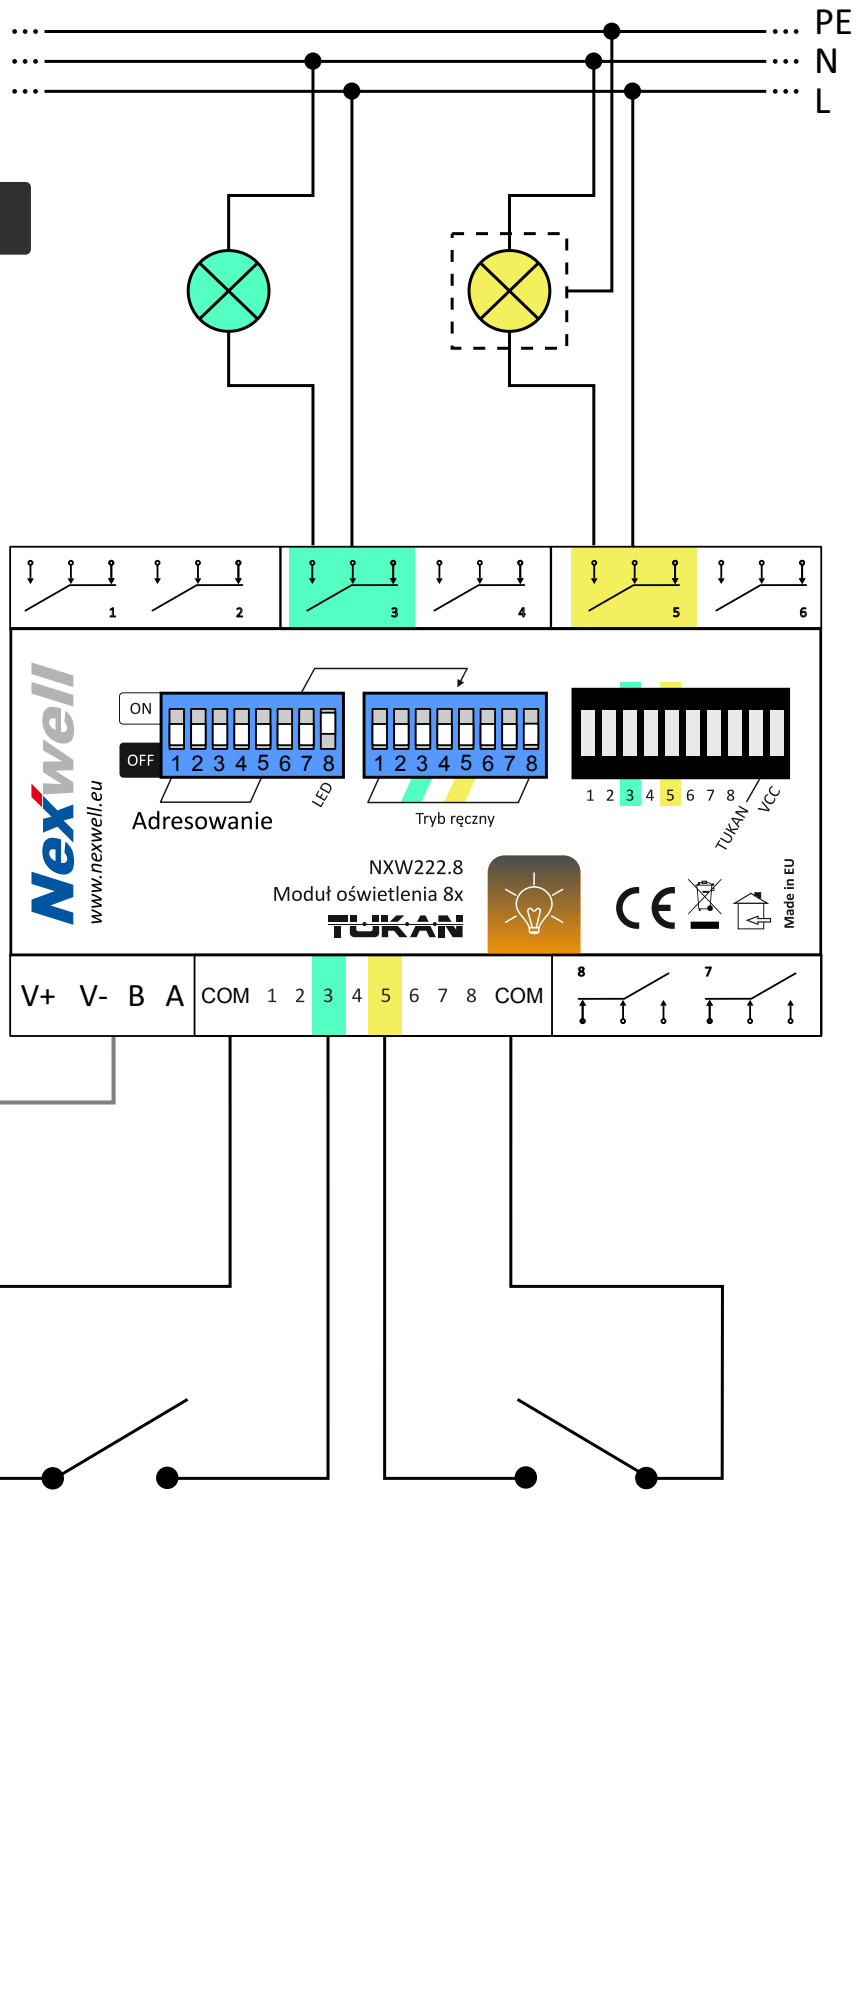 PE
N
L
1 2 3 4 5 6
ON
OFF
1 2 3 4 5 6 7 8
1 2 3 4 5 6 7 8
LED
Adresowanie
Tryb ręczny
1 2 3 4 5 6 7 8
TUKAN
VCC
Nexwell
www.nexwell.eu
NXW222.8
Moduł oświetlenia 8x
TUKAN
CE
Made in EU
V+ V- B A COM 1 2 3 4 5 6 7 8 COM
8 7